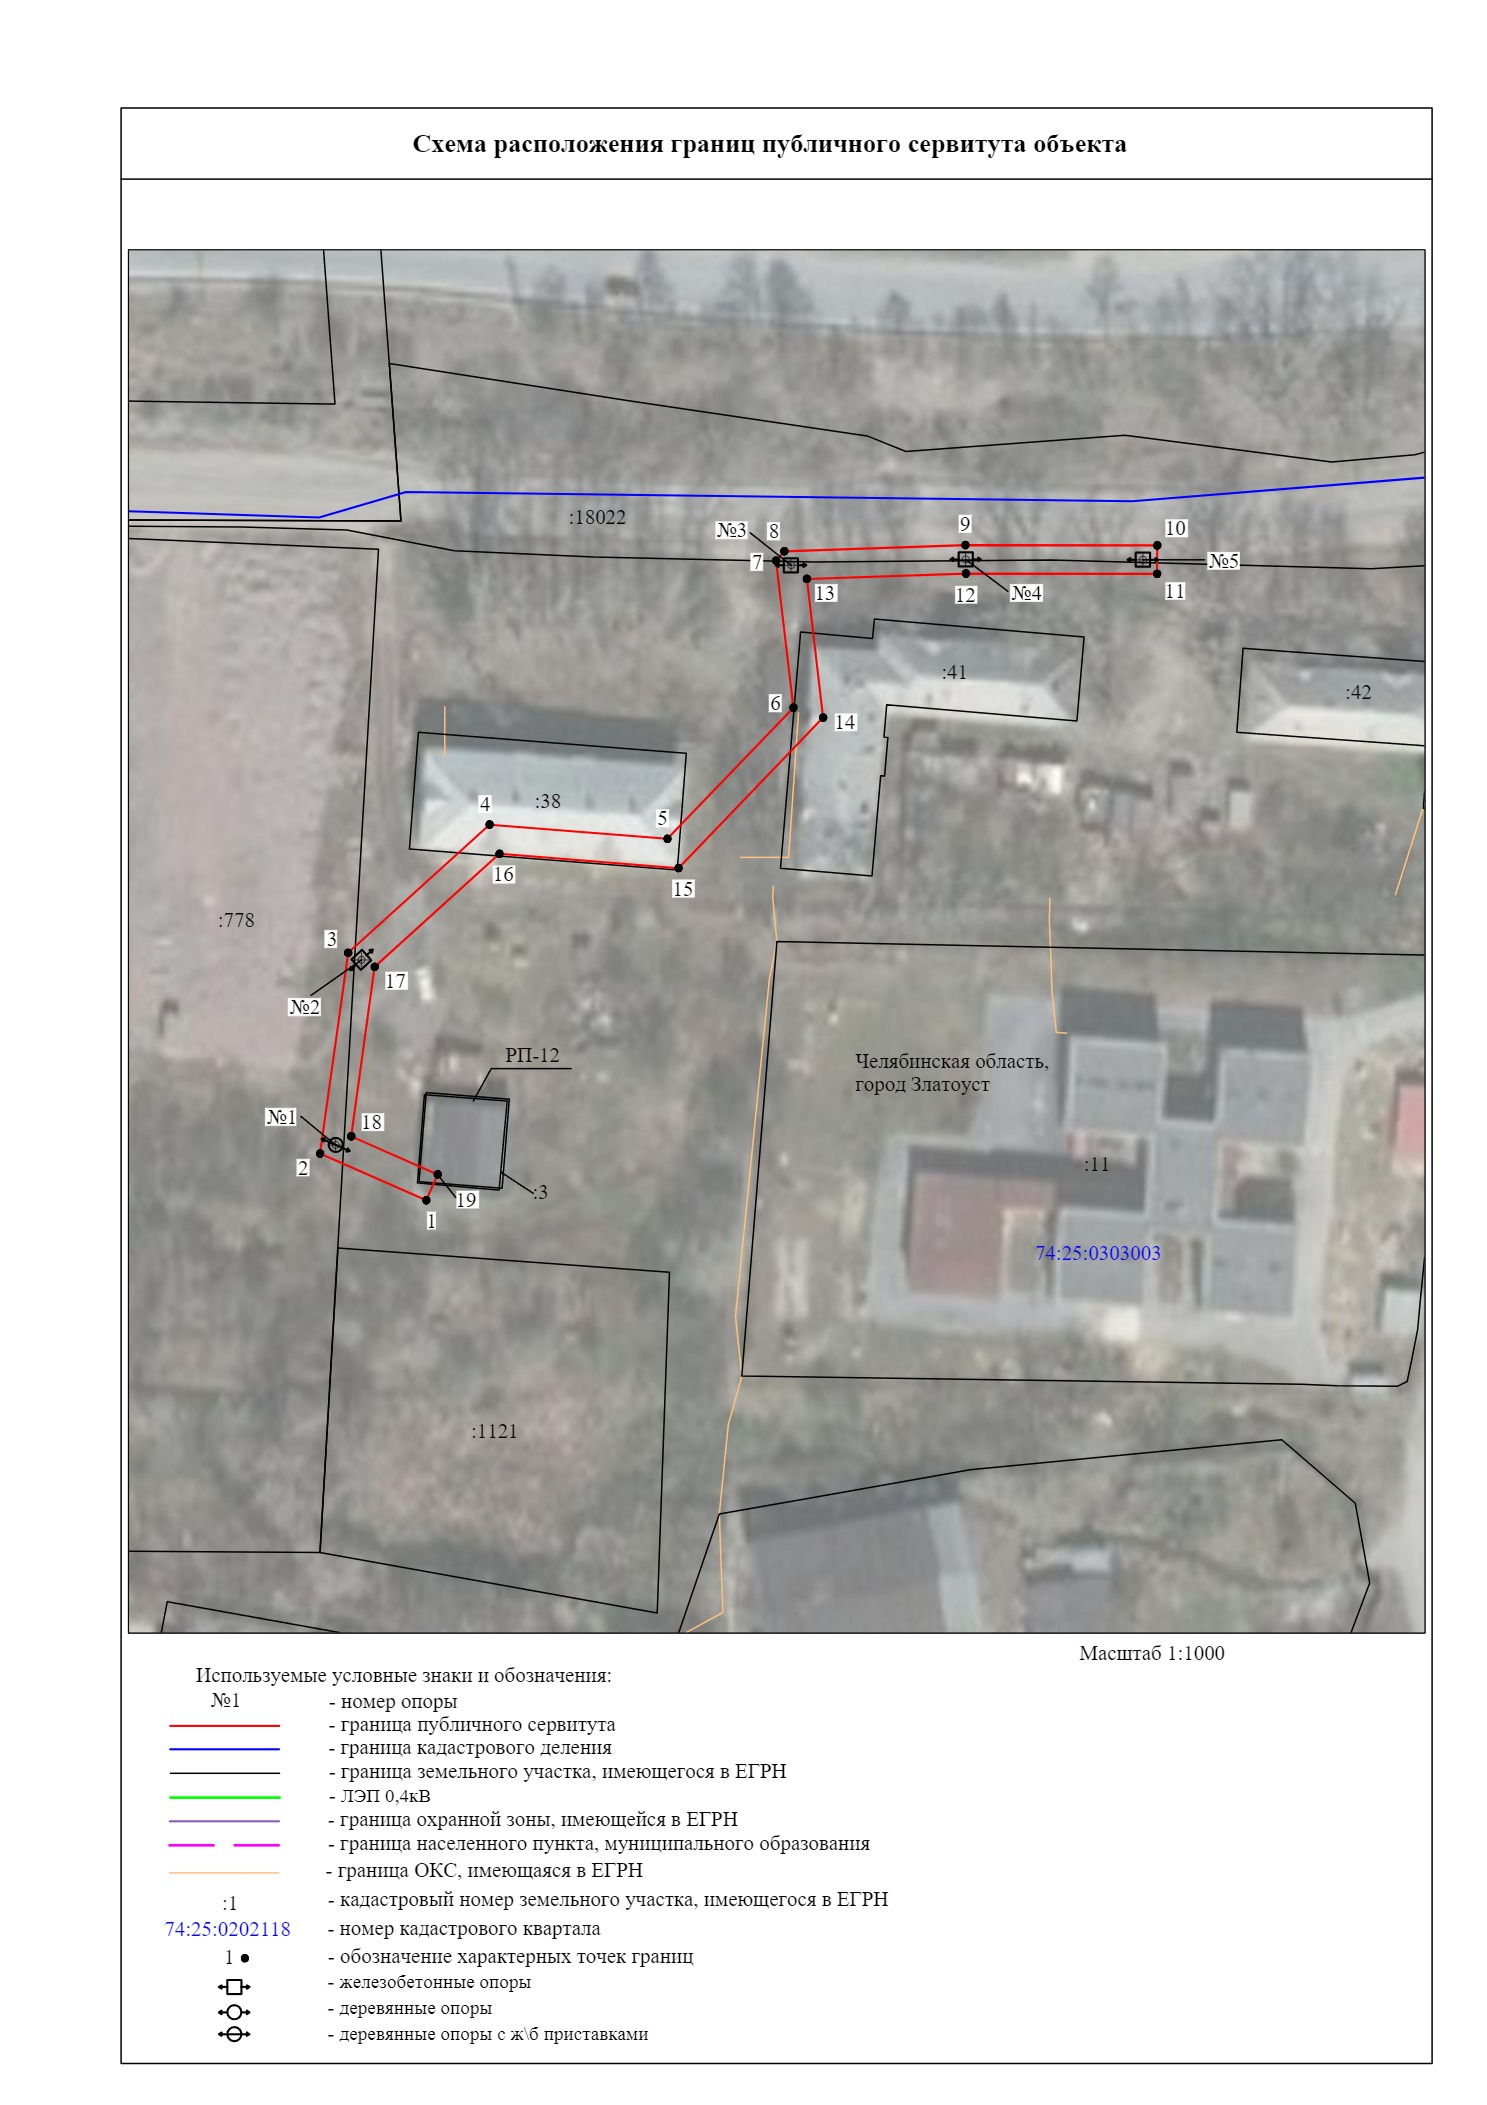 Схема расположения границ публичного сервитута объекта
:18022
№3
8
9
10
7
№5
13
12
№4
11
:41
:42
6
14
4
:38
5
16
15
:778
3
17
№2
РП-12
Челябинская область,
город Златоуст
№1
18
2
:11
19
:3
1
74:25:0303003
:1121
Масштаб 1:1000
Используемые условные знаки и обозначения:
№1 - номер опоры
- граница публичного сервитута
- граница кадастрового деления
- граница земельного участка, имеющегося в ЕГРН
- ЛЭП 0,4кВ
- граница охранной зоны, имеющейся в ЕГРН
- граница населенного пункта, муниципального образования
- граница ОКС, имеющаяся в ЕГРН
:1 - кадастровый номер земельного участка, имеющегося в ЕГРН
74:25:0202118 - номер кадастрового квартала
1 - обозначение характерных точек границ
- железобетонные опоры
- деревянные опоры
- деревянные опоры с ж\б приставками